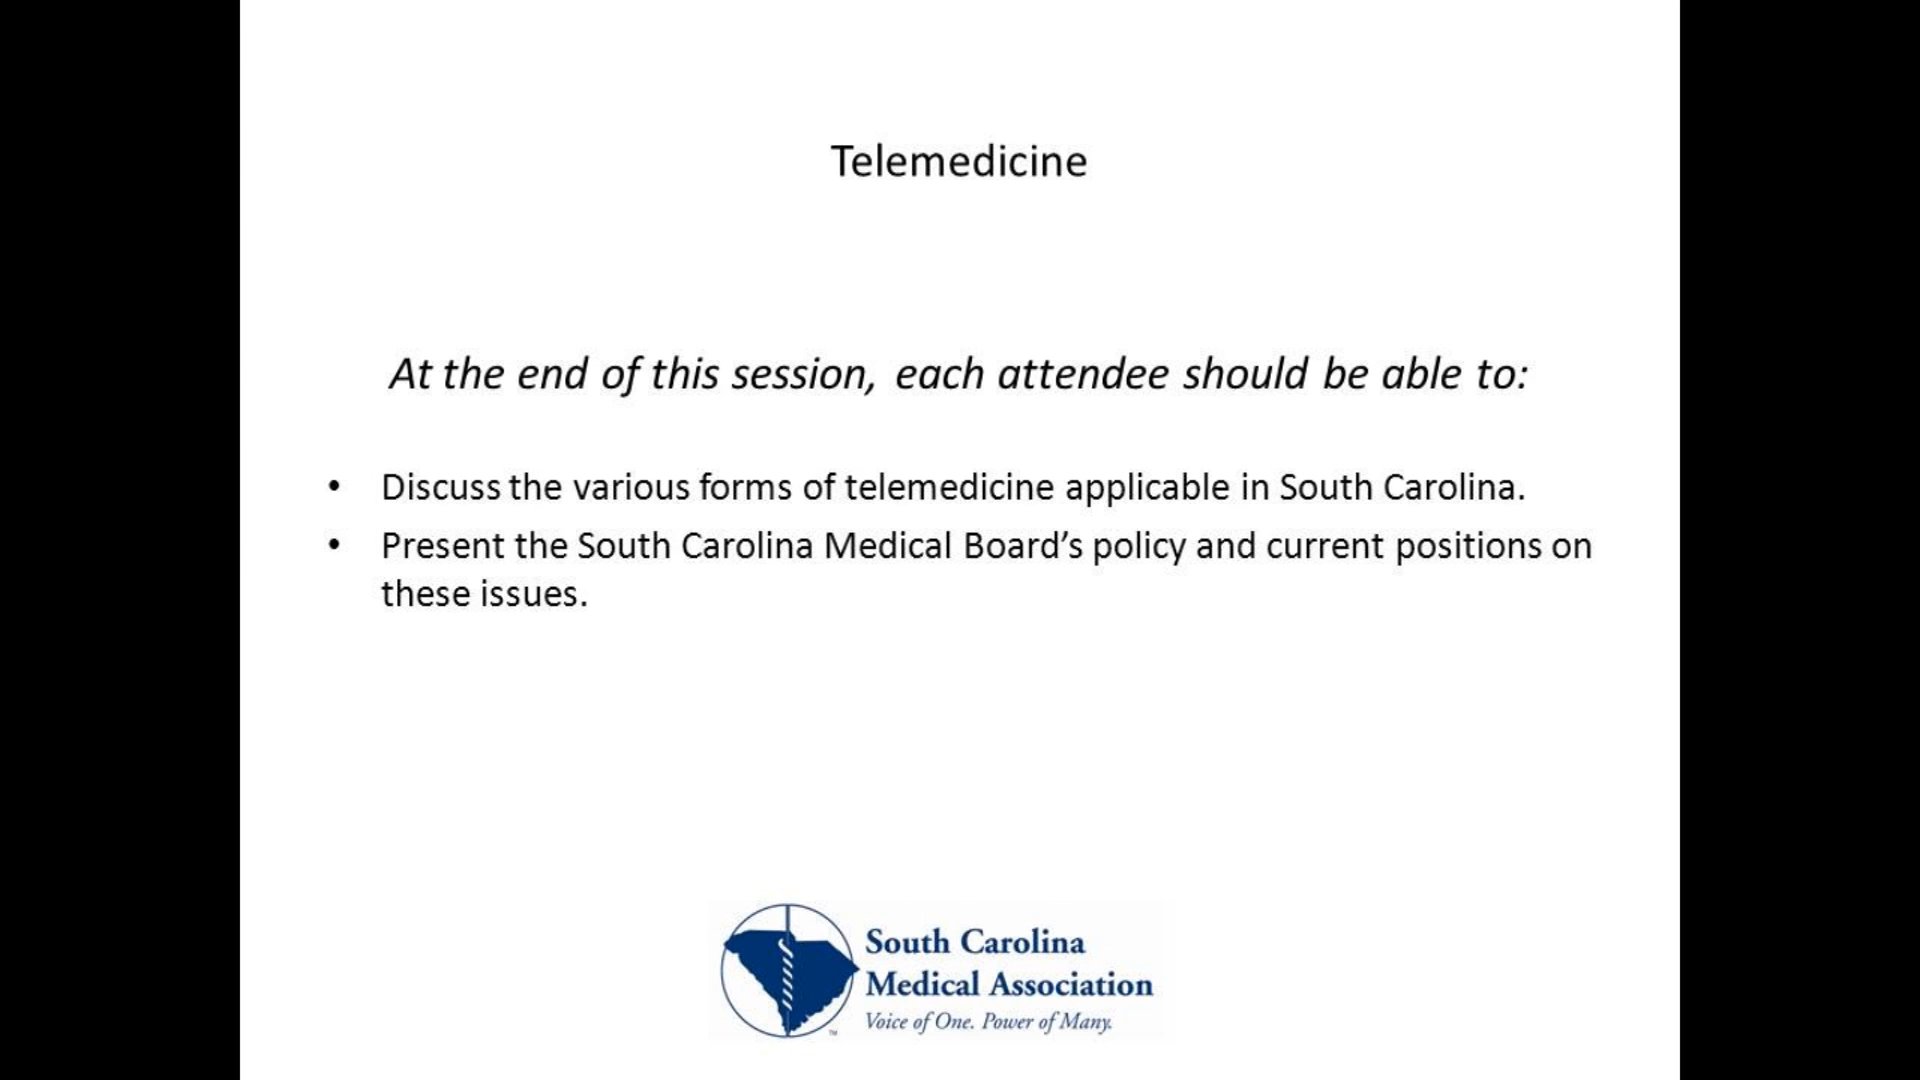 Telemedicine
At the end of this session, each attendee should be able to:
• Discuss the various forms of telemedicine applicable in South Carolina.
• Present the South Carolina Medical Board’s policy and current positions on
these issues.
South Carolina
Medical Association
Voice of One. Power of Many.
TM